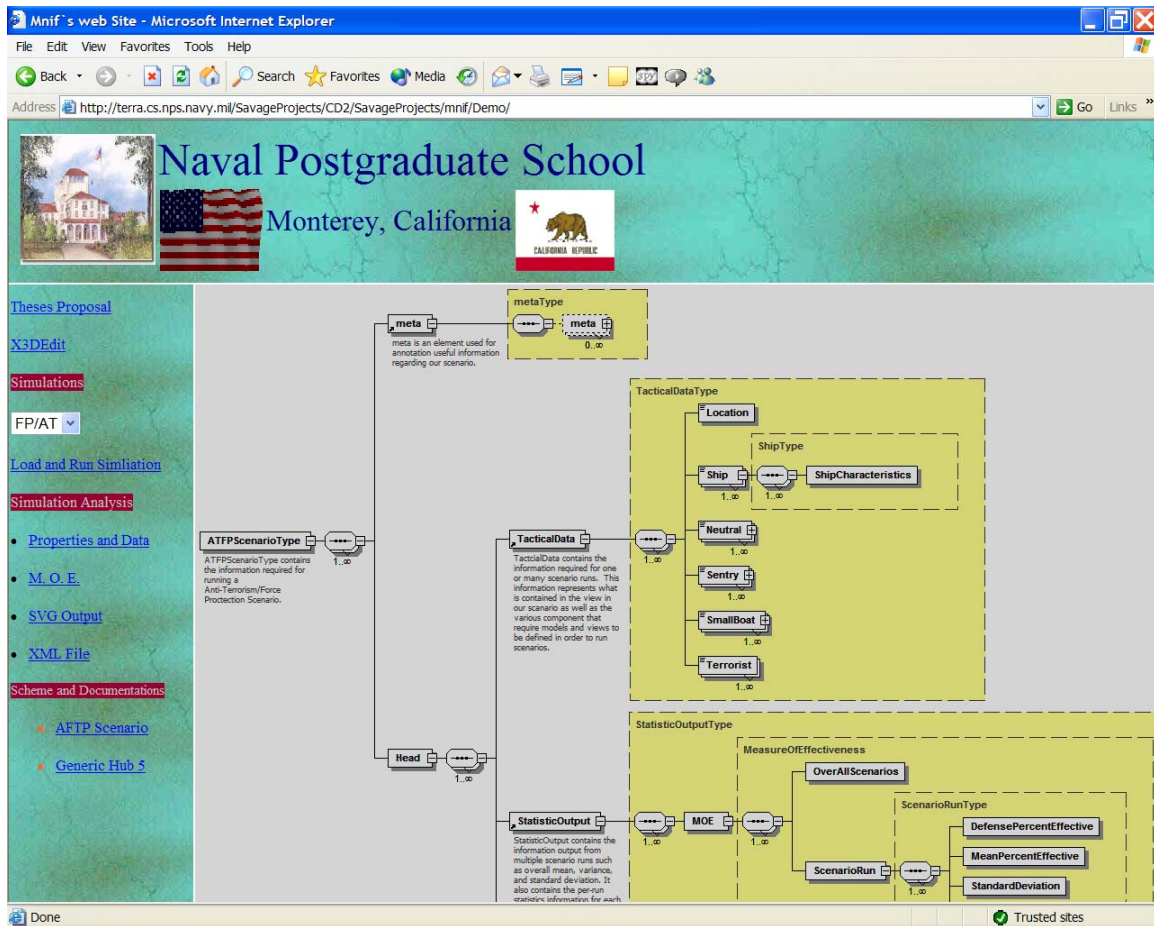 Mnif`s web Site - Microsoft Internet Explorer
File Edit View Favorites Tools Help
Back Search Favorites Media
Address http://terra.cs.nps.navy.mil/SavageProjects/CD2/SavageProjects/mnif/Demo/ Go Links »
Naval Postgraduate School
Monterey, California
CALIFORNIA REPUBLIC
Theses Proposal
X3DEdit
Simulations
FP/AT
Load and Run Simliation
Simulation Analysis
Properties and Data
M. O. E.
SVG Output
XML File
Scheme and Documentations
AFTP Scenario
Generic Hub 5
metaType
meta
meta
0..∞
meta is an element used for
annotation useful information
regarding our scenario.
TacticalDataType
Location
ShipType
Ship
ShipCharacteristics
1..∞
1..∞
Neutral
1..∞
ATFPScenarioType
1..∞
ATFPScenarioType contains
the information required for
running a
Anti-Terrorism/Force
Proctection Scenario.
TacticalData
1..∞
TactcialData contains the
information required for one
or many scenario runs. This
information represents what
is contained in the view in
our scanario as well as the
various component that
require models and views to
be defined in order to run
scenarios.
Sentry
1..∞
SmallBoat
1..∞
Terrorist
1..∞
StatisticOutputType
Head
1..∞
MeasureOfEffectiveness
OverAllScenarios
ScenarioRunType
StatisticOutput
1..∞
MOE
1..∞
StatisticOutput contains the
information output from
multiple scenario runs such
as overall mean, variance,
and standard deviation. It
also contains the per-run
statistics information for each
DefensePercentEffective
MeanPercentEffective
ScenarioRun
1..∞
StandardDeviation
Done
Trusted sites